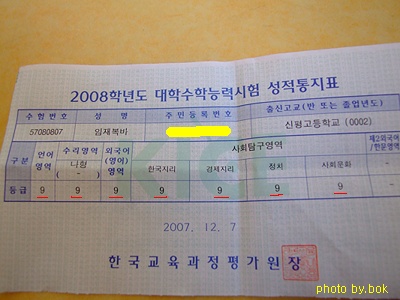 2008학년도 대학수학능력시험 성적통지표
수험번호 성 명 주민등록번호 출신고교(반 또는 졸업년도)
57080807 임재복바 신평고등학교 (0002)
구분 언어영역 수리영역 나형 (-) 외국어(영어)영역 사회탐구영역 제2외국어/한문영역
한국지리 경제지리 정치 사회문화
등급 9 9 9 9 9 9 9
2007. 12. 7
한국교육과정평가원장
photo by.bok